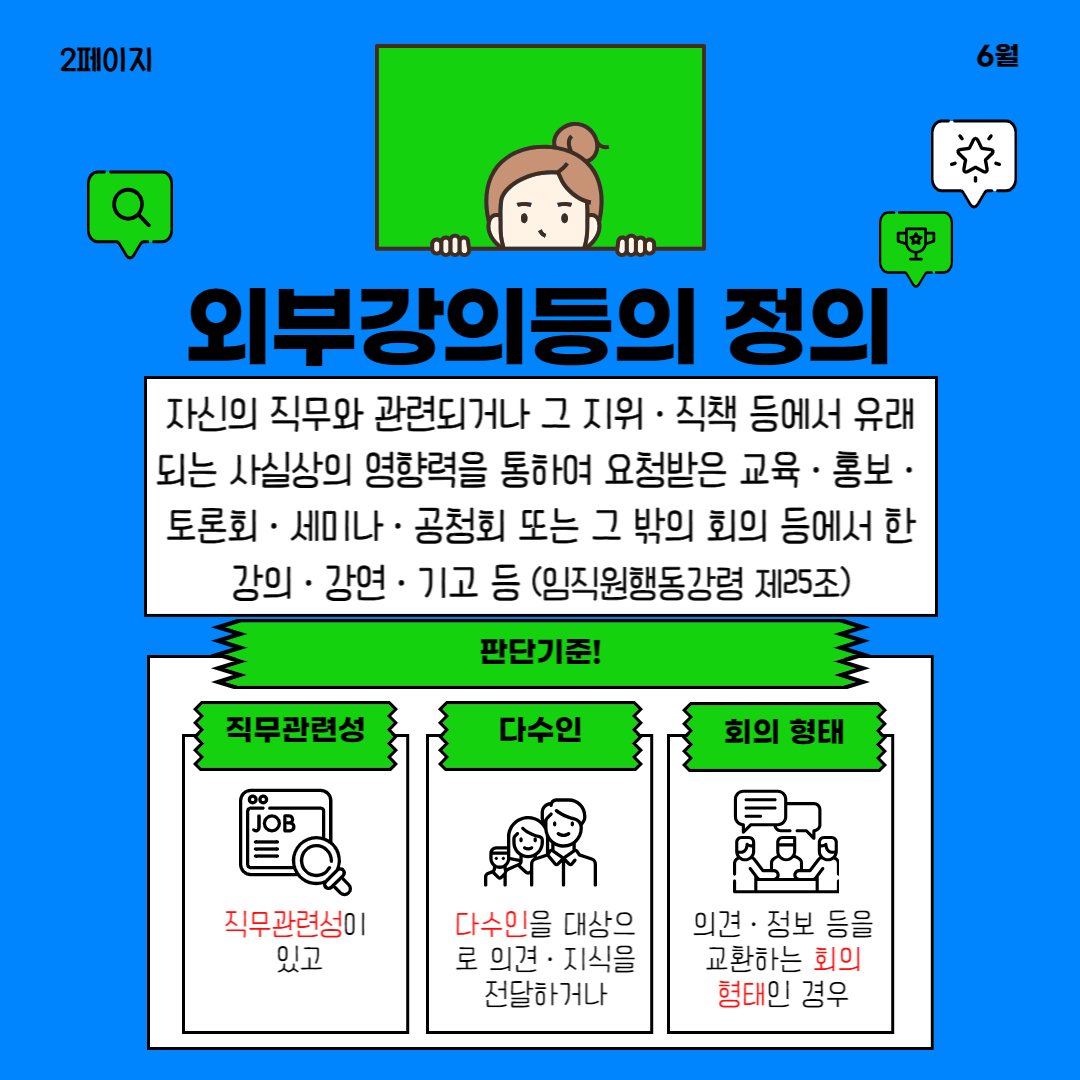 2페이지
6월
외부강의등의 정의
자신의 직무와 관련되거나 그 지위 · 직책 등에서 유래
되는 사실상의 영향력을 통하여 요청받은 교육 · 홍보 ·
토론회 · 세미나 · 공청회 또는 그 밖의 회의 등에서 한
강의 · 강연 · 기고 등 (임직원행동강령 제25조)
판단기준!
직무관련성
다수인
회의 형태
JOB
직무관련성이
있고
다수인을 대상으
로 의견 · 지식을
전달하거나
의견 · 정보 등을
교환하는 회의
형태인 경우